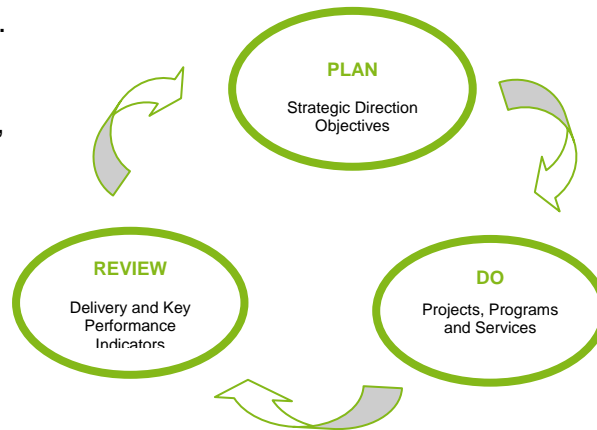 .
,
PLAN
Strategic Direction
Objectives
REVIEW
Delivery and Key
Performance
Indicators
DO
Projects, Programs
and Services